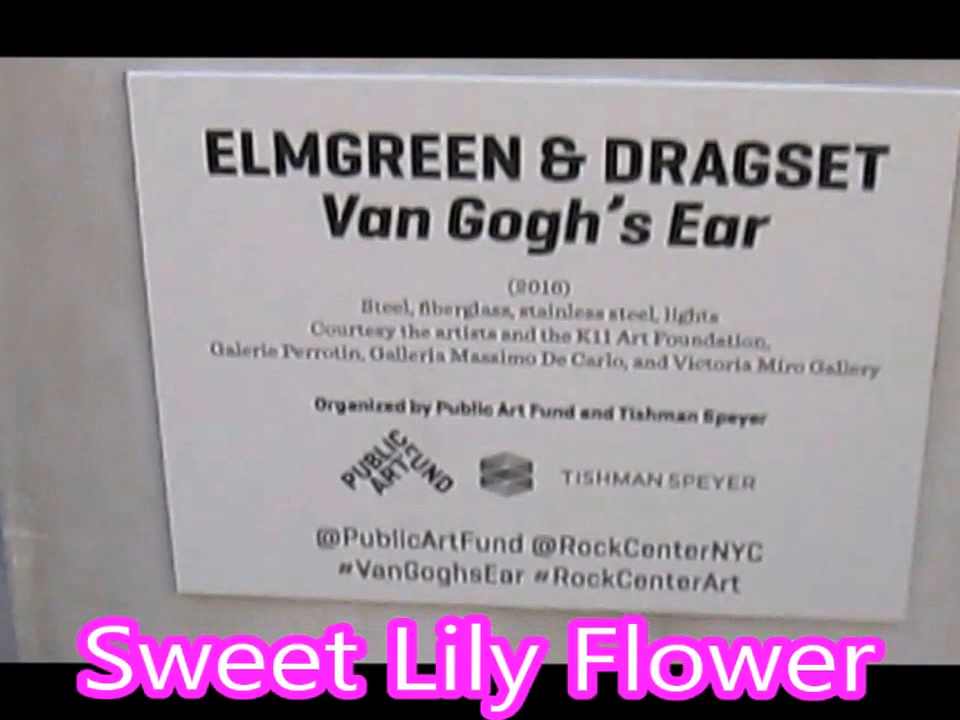 ELMGREEN & DRAGSET
Van Gogh's Ear
(2016)
Steel, fiberglass, stainless steel, lights
Courtesy the artists and the K11 Art Foundation,
Galerie Perrotin, Galleria Massimo De Carlo, and Victoria Miro Gallery
Organized by Public Art Fund and Tishman Speyer
PUBLIC
ART FUND
TISHMAN SPEYER
@PublicArtFund @RockCenterNYC
#VanGoghsEar #RockCenterArt
Sweet Lily Flower